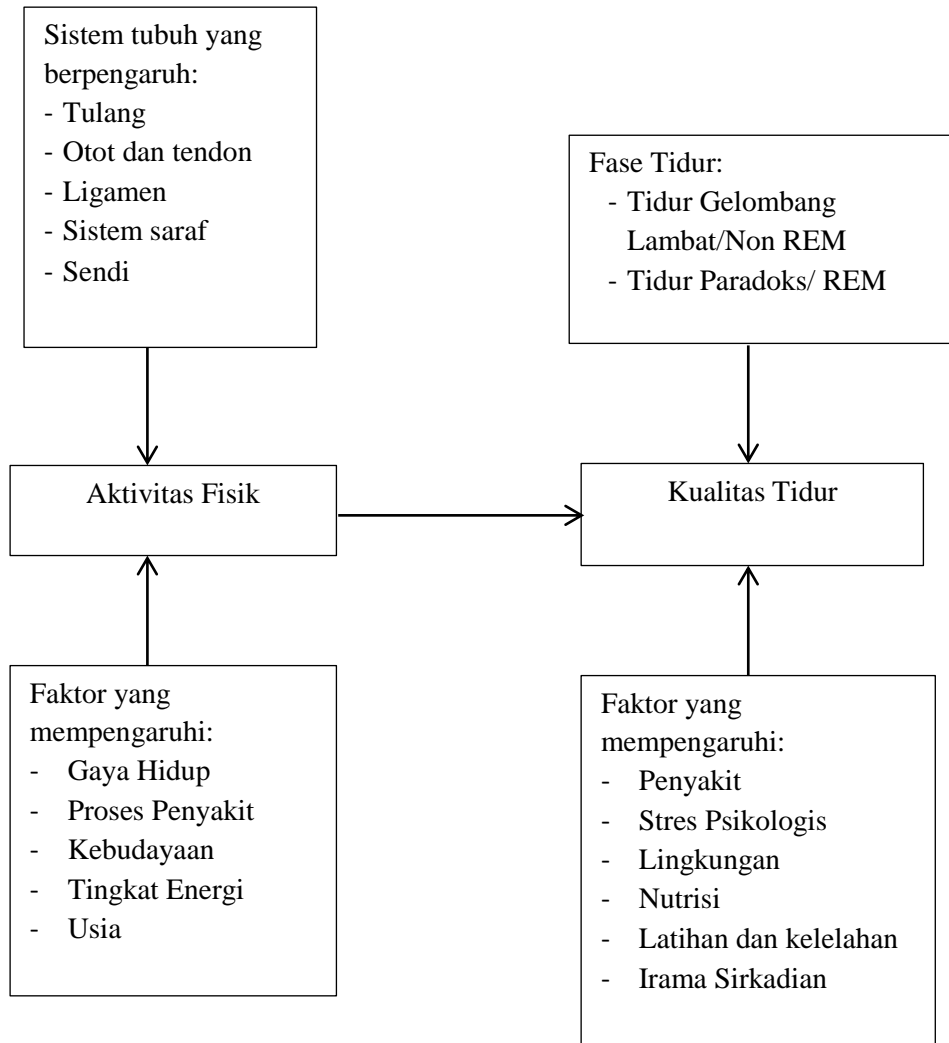 Sistem tubuh yang
berpengaruh:
- Tulang
- Otot dan tendon
- Ligamen
- Sistem saraf
- Sendi
Fase Tidur:
- Tidur Gelombang
Lambat/Non REM
- Tidur Paradoks/ REM
Aktivitas Fisik
Kualitas Tidur
Faktor yang
mempengaruhi:
- Gaya Hidup
- Proses Penyakit
- Kebudayaan
- Tingkat Energi
- Usia
Faktor yang
mempengaruhi:
- Penyakit
- Stres Psikologis
- Lingkungan
- Nutrisi
- Latihan dan kelelahan
- Irama Sirkadian